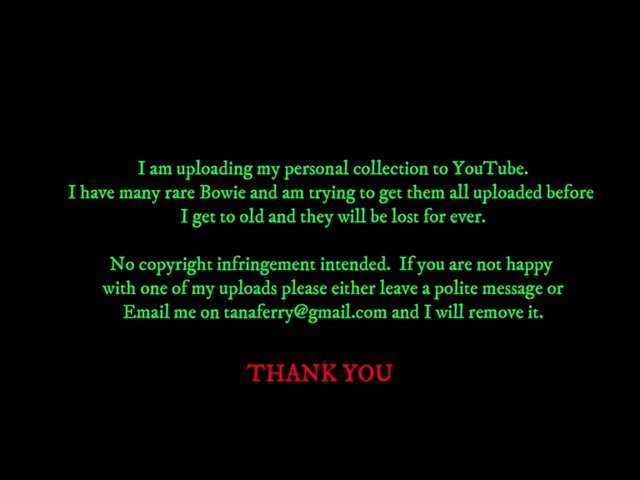 I am uploading my personal collection to YouTube.
I have many rare Bowie and am trying to get them all uploaded before
I get to old and they will be lost for ever.
No copyright infringement intended.  If you are not happy
with one of my uploads please either leave a polite message or
Email me on tanaferry@gmail.com and I will remove it.
THANK YOU